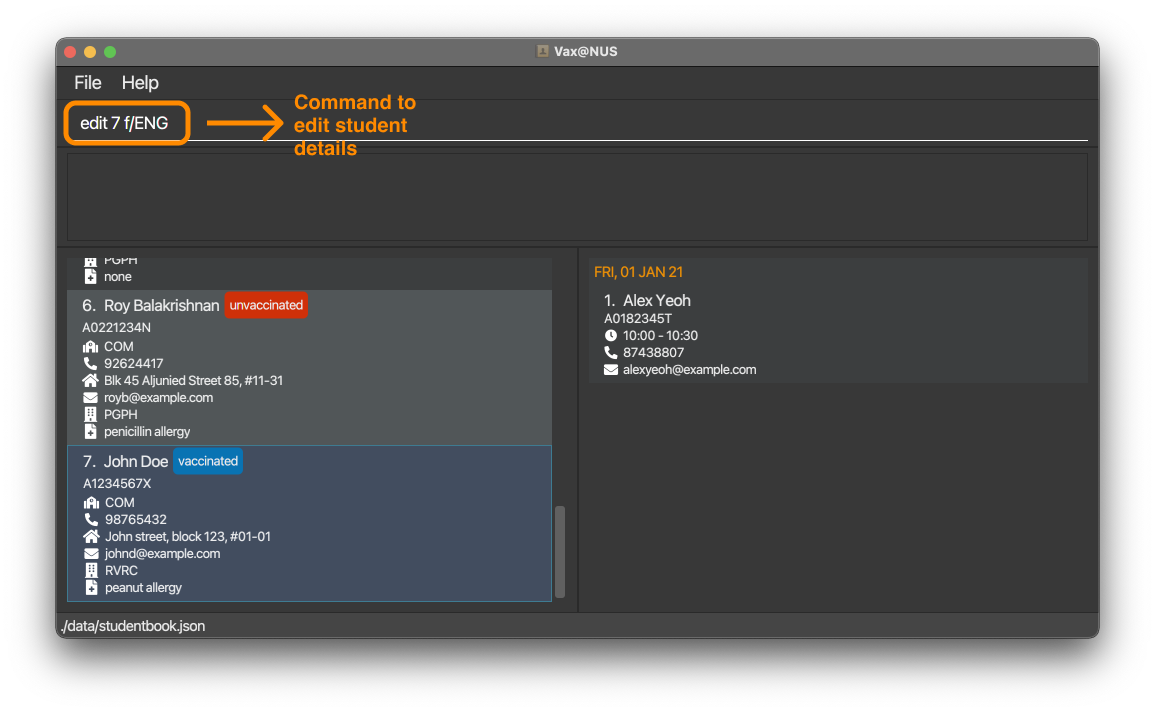 Vax@NUS
File Help
edit 7 f/ENG
Command to
edit student
details
PGPH
none
6. Roy Balakrishnan unvaccinated
A0221234N
COM
92624417
Blk 45 Aljunied Street 85, #11-31
royb@example.com
PGPH
penicillin allergy
7. John Doe vaccinated
A1234567X
COM
98765432
John street, block 123, #01-01
johnd@example.com
RVRC
peanut allergy
FRI, 01 JAN 21
1. Alex Yeoh
A0182345T
10:00 - 10:30
87438807
alexyeoh@example.com
./data/studentbook.json